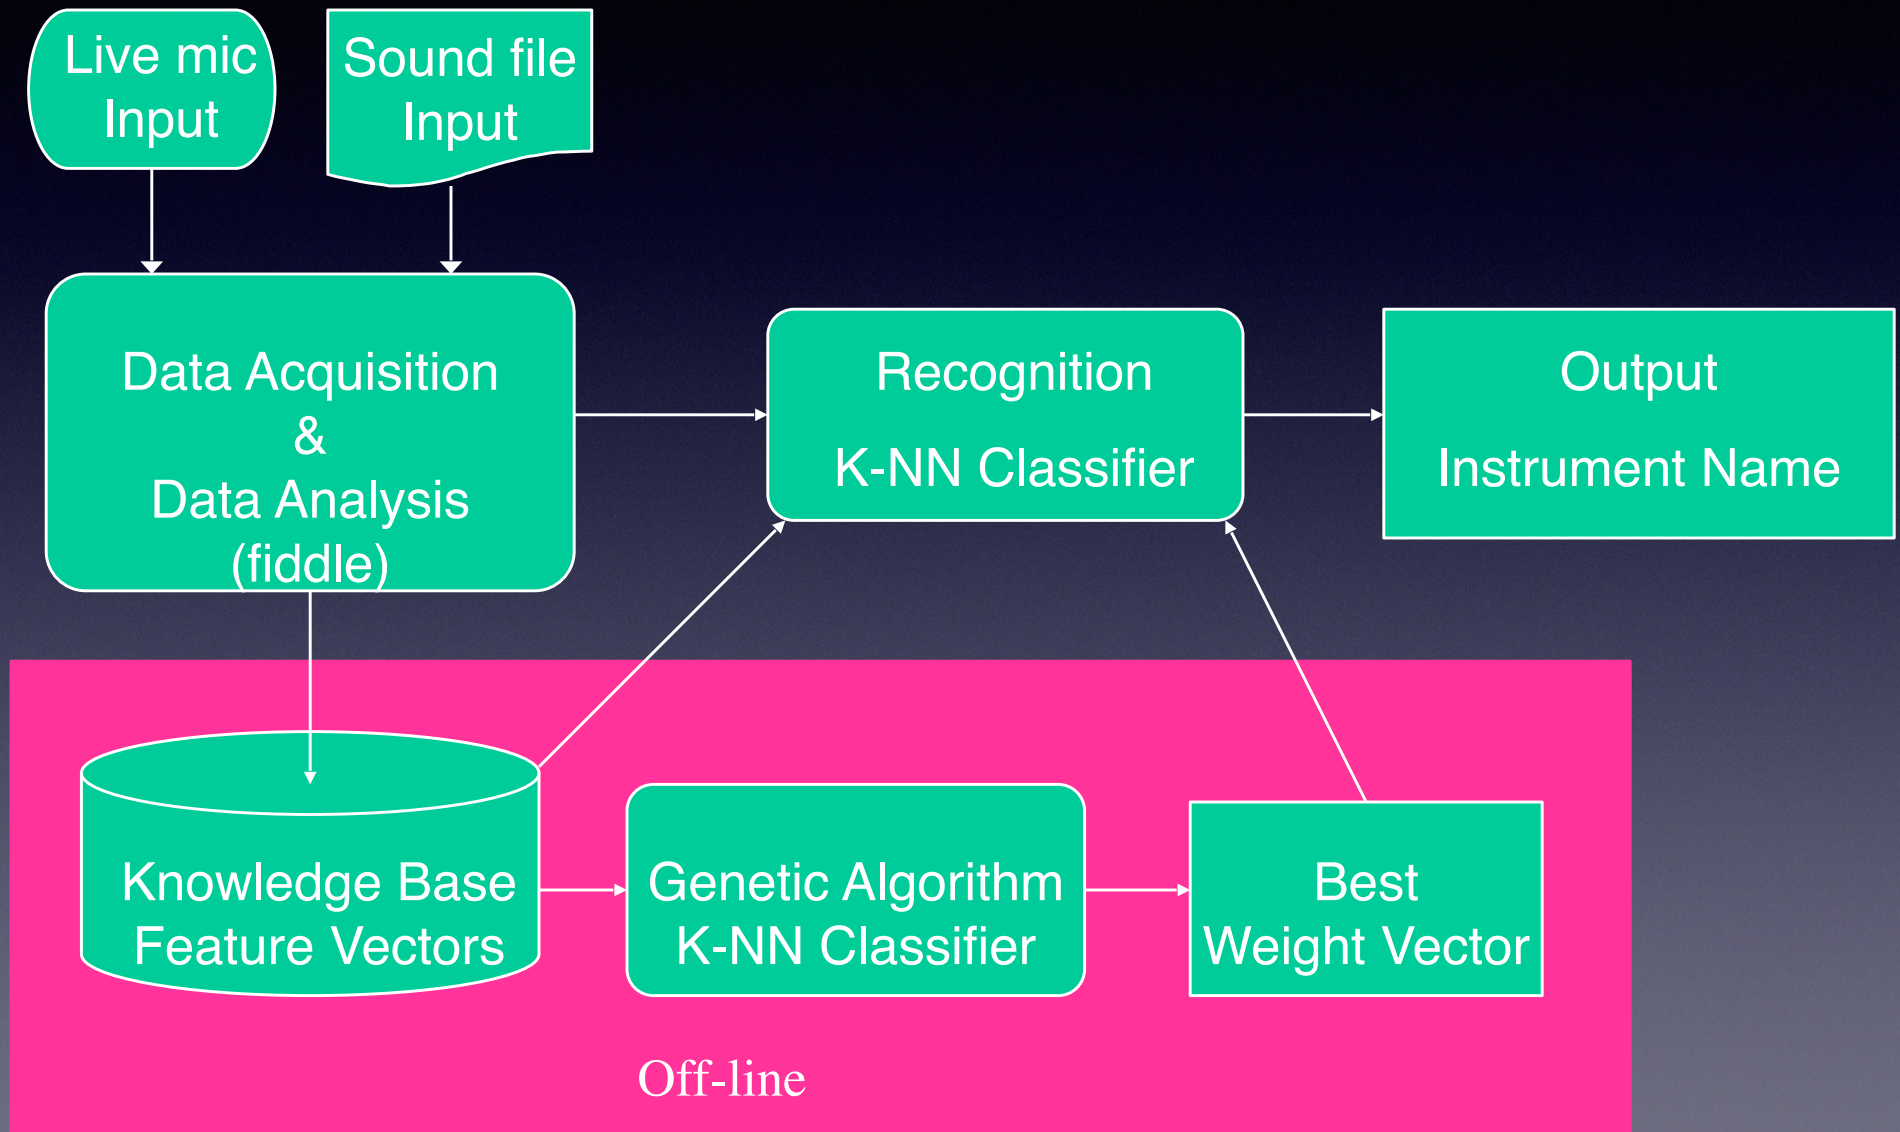 Live mic
Input
Sound file
Input
Data Acquisition
&
Data Analysis
(fiddle)
Recognition
K-NN Classifier
Output
Instrument Name
Knowledge Base
Feature Vectors
Genetic Algorithm
K-NN Classifier
Best
Weight Vector
Off-line